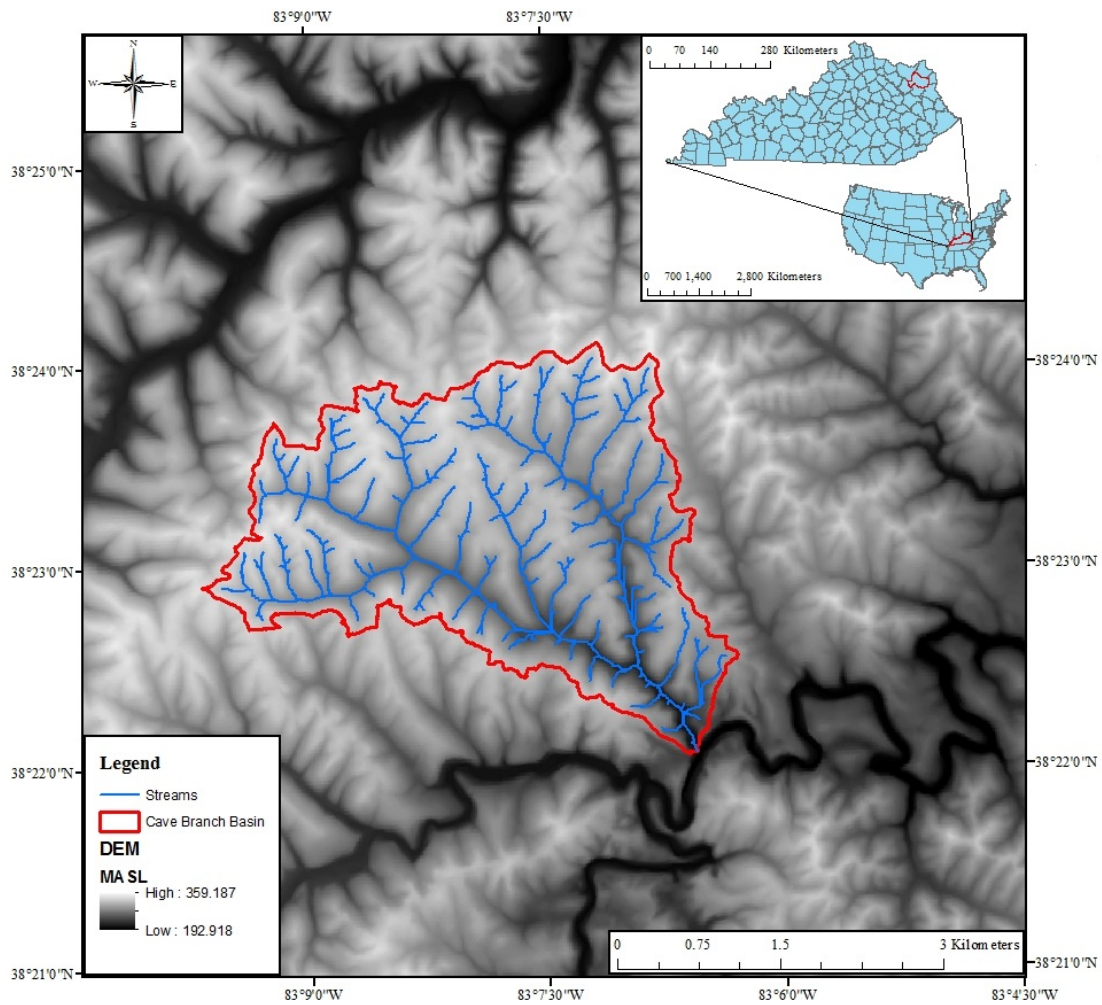 83°9'0"W 83°7'30"W
N
W E
S
0 70 140 280 Kilometers
0 700 1,400 2,800 Kilometers
38°25'0"N
38°24'0"N
38°24'0"N
38°23'0"N
38°23'0"N
38°22'0"N
38°22'0"N
38°21'0"N
38°21'0"N
Legend
Streams
Cave Branch Basin
DEM
MA SL
High : 359.187
Low : 192.918
0 0.75 1.5 3 Kilometers
83°9'0"W 83°7'30"W 83°6'0"W 83°4'30"W